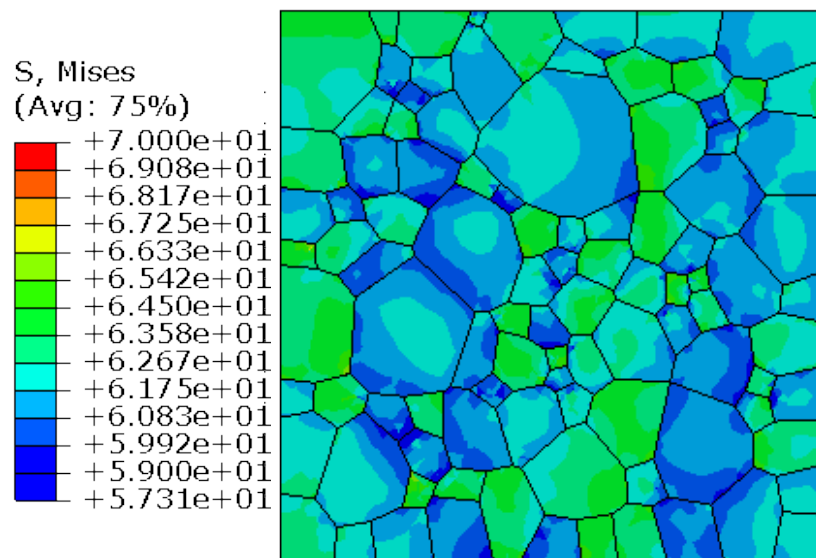 S, Mises
(Avg: 75%)
+7.000e+01
+6.908e+01
+6.817e+01
+6.725e+01
+6.633e+01
+6.542e+01
+6.450e+01
+6.358e+01
+6.267e+01
+6.175e+01
+6.083e+01
+5.992e+01
+5.900e+01
+5.731e+01